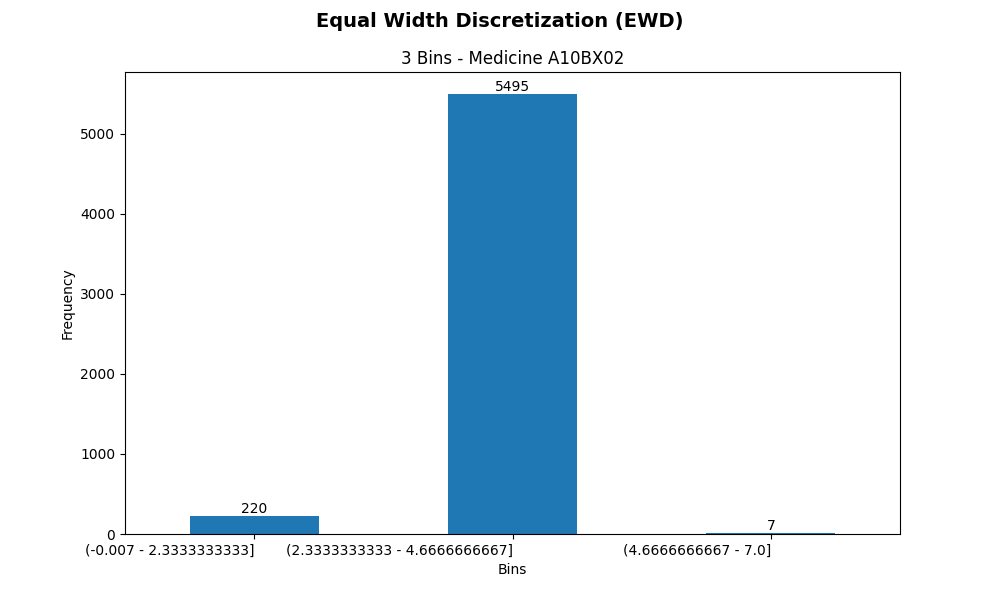 Equal Width Discretization (EWD)
3 Bins - Medicine A10BX02
5495
5000
4000
3000
2000
1000
0
Frequency
220
7
(-0.007 - 2.3333333333]
(2.3333333333 - 4.6666666667]
(4.6666666667 - 7.0]
Bins